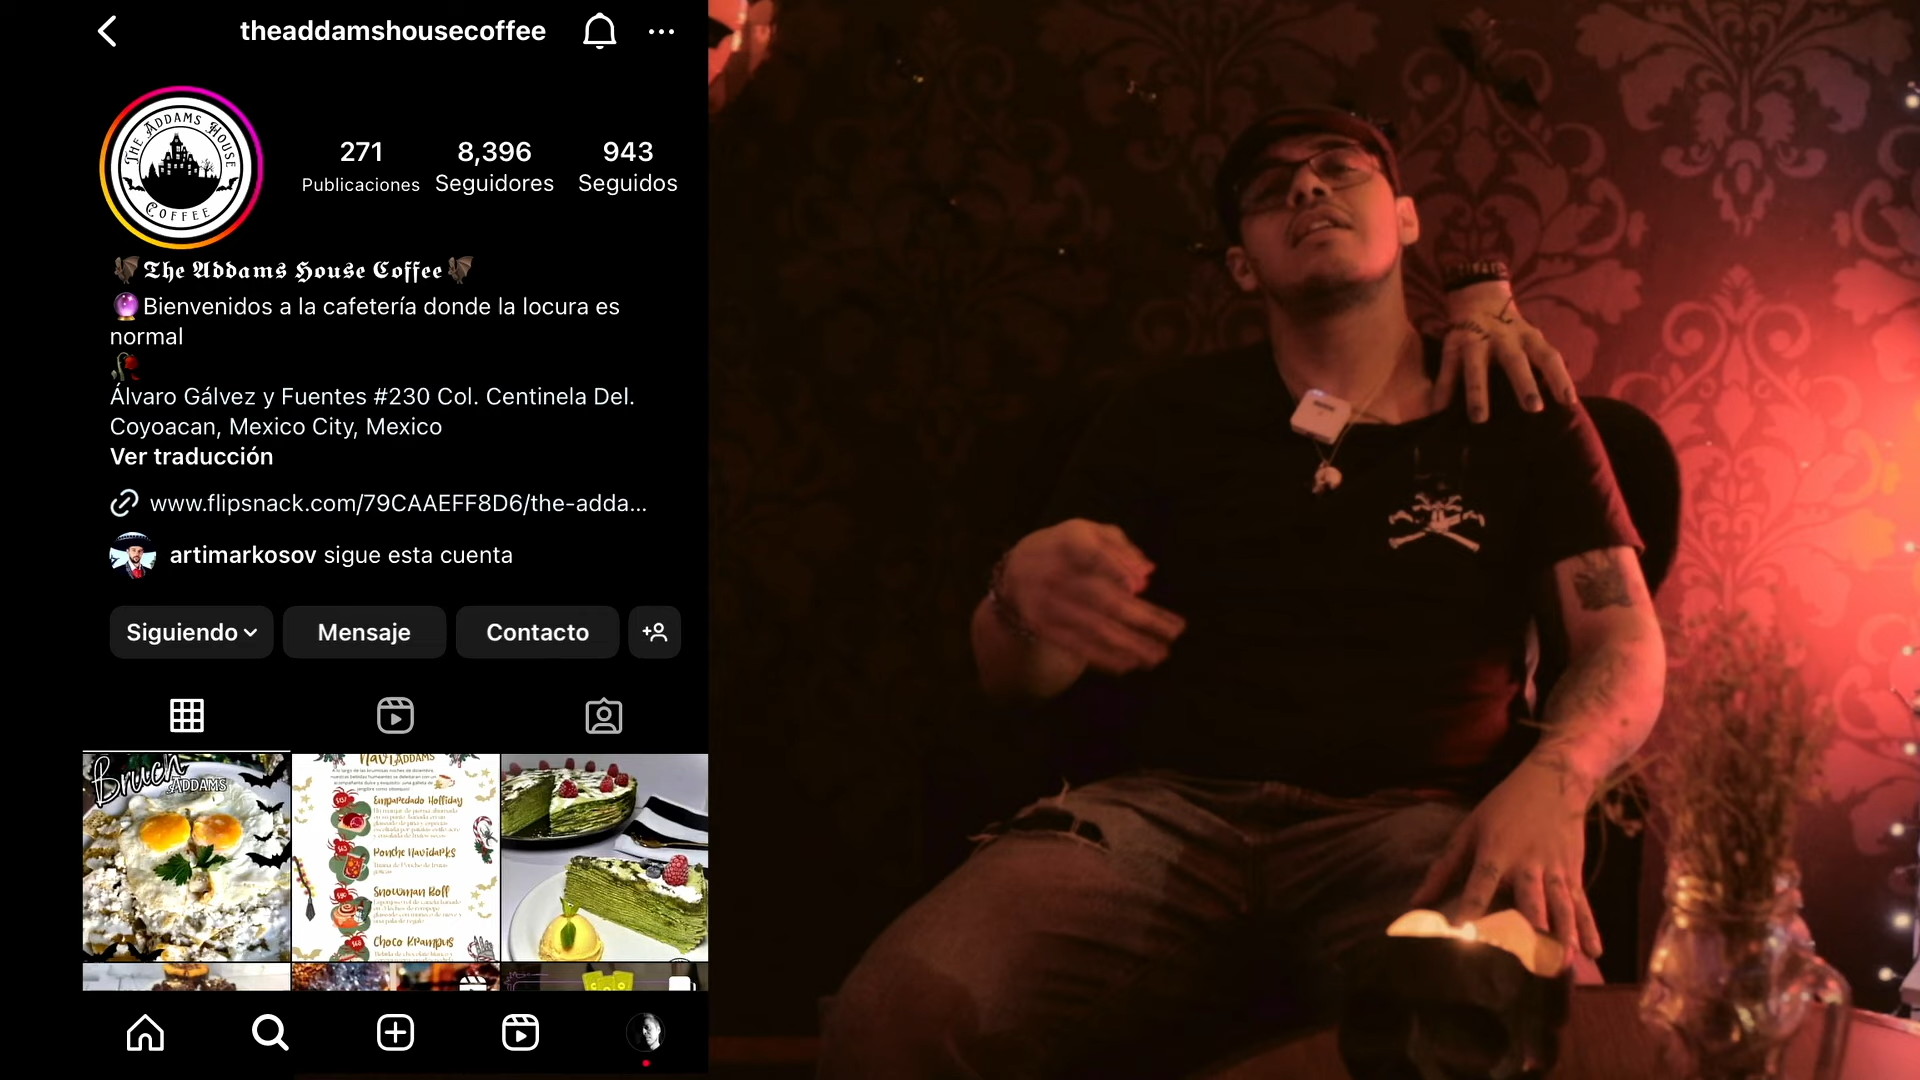 theaddamshousecoffee
THE ADDAMS HOUSE
COFFEE
271
8,396
943
Publicaciones
Seguidores
Seguidos
The Addams House Coffee
Bienvenidos a la cafetería donde la locura es
normal
Álvaro Gálvez y Fuentes #230 Col. Centinela Del.
Coyoacan, Mexico City, Mexico
Ver traducción
www.flipsnack.com/79CAAEFF8D6/the-adda...
artimarkosov sigue esta cuenta
Siguiendo
Mensaje
Contacto
Bruch
ADDAMS
NaviADDAMS
Emparedado Holliday
Ponche Navidarks
Snowman Roll
Choco Krampus